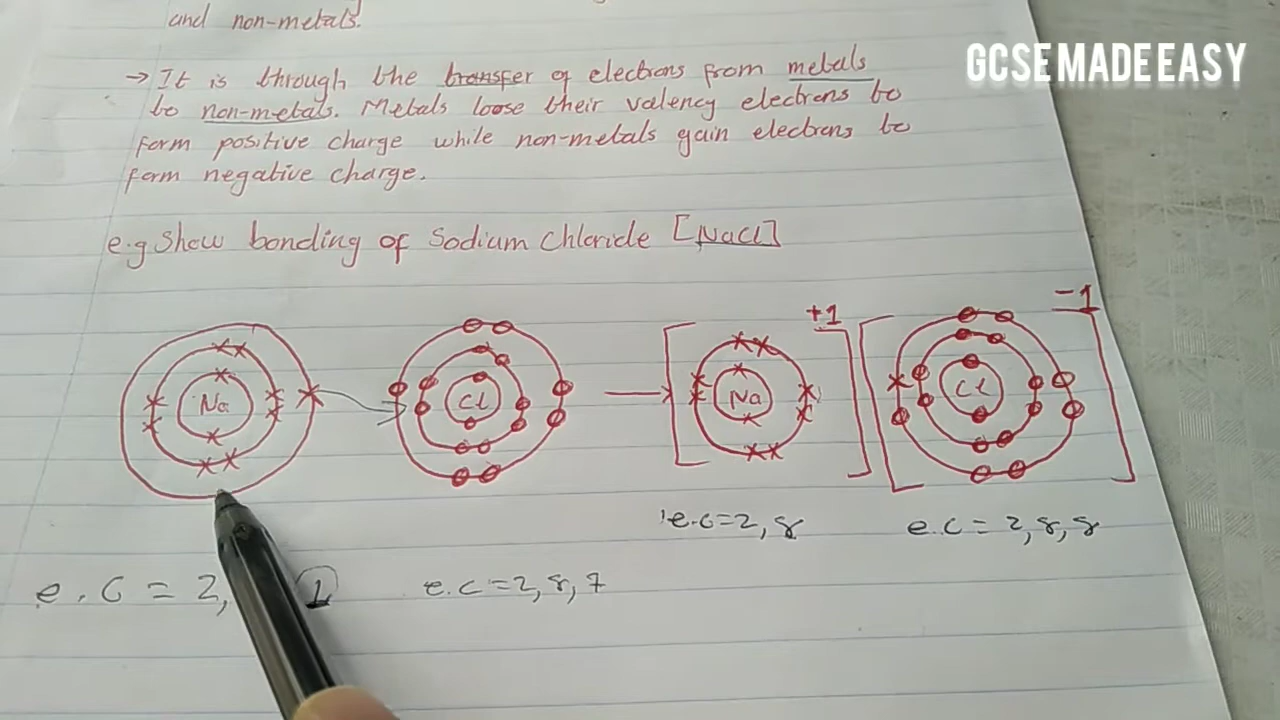 and non-metals.
GCSE MADE EASY
→ It is through the transfer of electrons from metals
to non-metals. Metals loose their valency electrons to
form positive charge while non-metals gain electrons to
form negative charge.
e.g Show bonding of Sodium Chloride [NaCl]
+1 -1
Na Cl Na Cl
e.c=2,8 e.c = 2,8,8
e.c = 2, 1 e.c=2,8,7